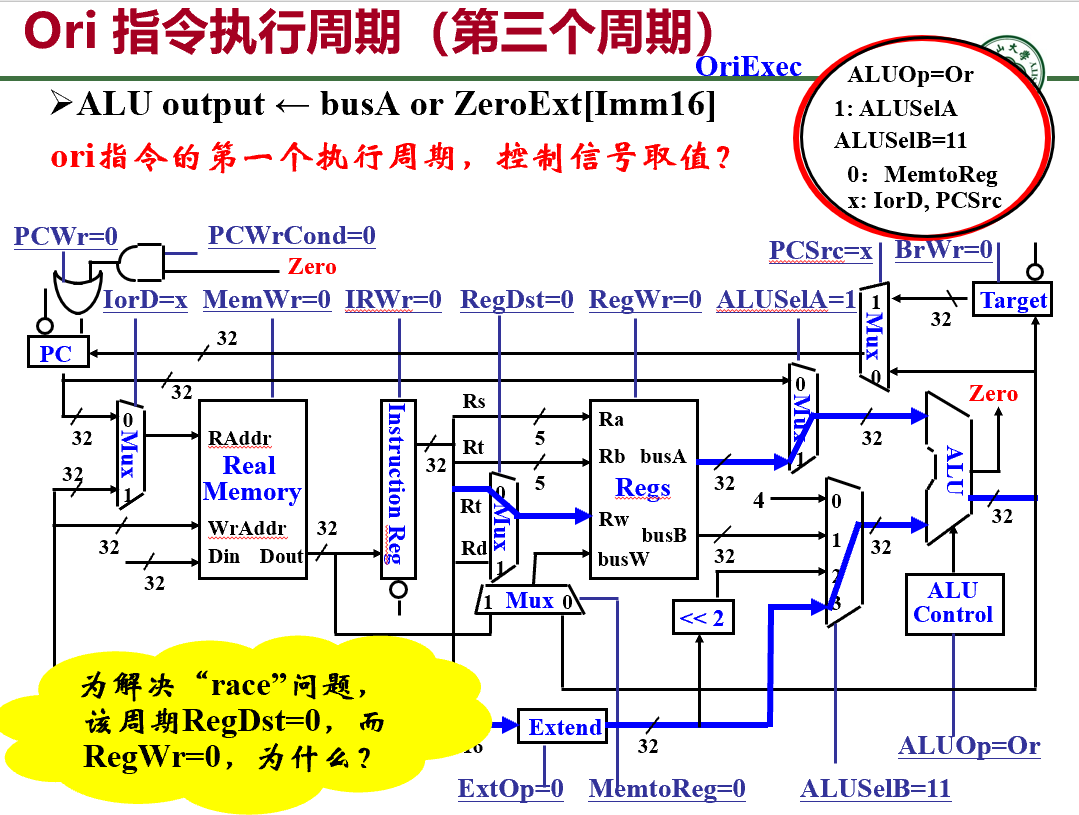 Ori 指令执行周期（第三个周期）
OriExec
➢ALU output ← busA or ZeroExt[Imm16]
ori指令的第一个执行周期，控制信号取值？
ALUOp=Or
1: ALUSelA
ALUSelB=11
0：MemtoReg
x: IorD, PCSrc
PCWr=0
PCWrCond=0
Zero
PCSrc=x
BrWr=0
IorD=x
MemWr=0
IRWr=0
RegDst=0
RegWr=0
ALUSelA=1
1
Mux
0
32
Target
PC
32
32
32
0
Mux
1
32
32
32
RAddr
Real
Memory
WrAddr
Din
Dout
32
Instruction Reg
32
Rs
5
Rt
5
Rt
Rd
0
Mux
1
Ra
Rb
busA
Regs
Rw
busB
busW
32
32
0
Mux
1
32
4
0
1
2
3
32
Zero
ALU
32
ALU
Control
1 Mux 0
<< 2
为解决“race”问题，
该周期RegDst=0，而
RegWr=0，为什么？
Extend
32
ExtOp=0
MemtoReg=0
ALUSelB=11
ALUOp=Or